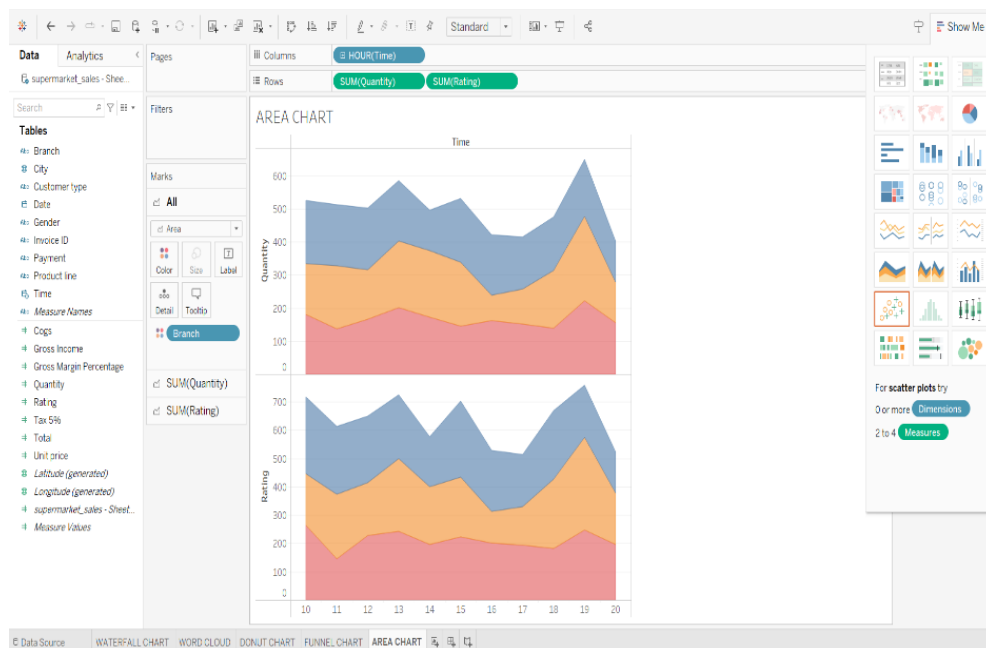 Standard
Show Me
Data
Analytics
Pages
Columns
HOUR(Time)
supermarket_sales - Shee...
Rows
SUM(Quantity)
SUM(Rating)
Search
Filters
AREA CHART
Tables
Branch
City
Customer type
Date
Gender
Invoice ID
Payment
Product line
Time
Measure Names
Cogs
Gross Income
Gross Margin Percentage
Quantity
Rating
Tax 5%
Total
Unit price
Latitude (generated)
Longitude (generated)
supermarket_sales - Sheet...
Measure Values
Marks
All
Area
Color
Size
Label
Detail
Tooltip
Branch
SUM(Quantity)
SUM(Rating)
Time
Quantity
600
500
400
300
200
100
0
Rating
700
600
500
400
300
200
100
0
10 11 12 13 14 15 16 17 18 19 20
For scatter plots try
0 or more Dimensions
2 to 4 Measures
Data Source
WATERFALL CHART
WORD CLOUD
DONUT CHART
FUNNEL CHART
AREA CHART